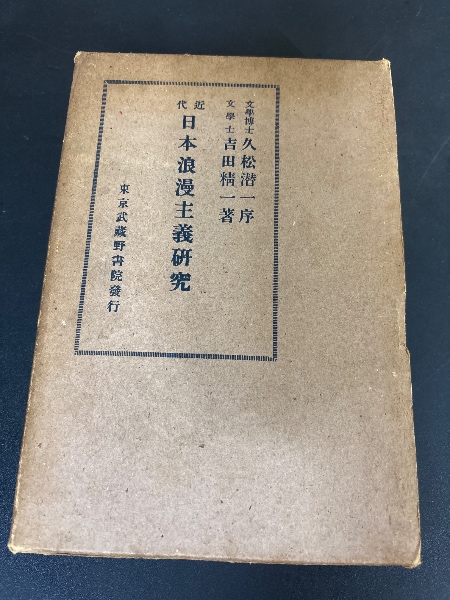 文學博士 久松潜一序
文學士 吉田精一著
近代 日本浪漫主義研究
東京武藏野書院發行